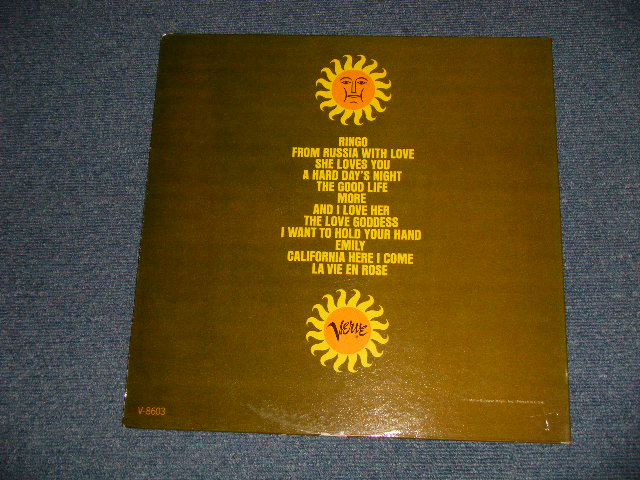 RINGO
FROM RUSSIA WITH LOVE
SHE LOVES YOU
A HARD DAY'S NIGHT
THE GOOD LIFE
MORE
AND I LOVE HER
THE LOVE GODDESS
I WANT TO HOLD YOUR HAND
EMILY
CALIFORNIA HERE I COME
LA VIE EN ROSE
VERVE
V-8603